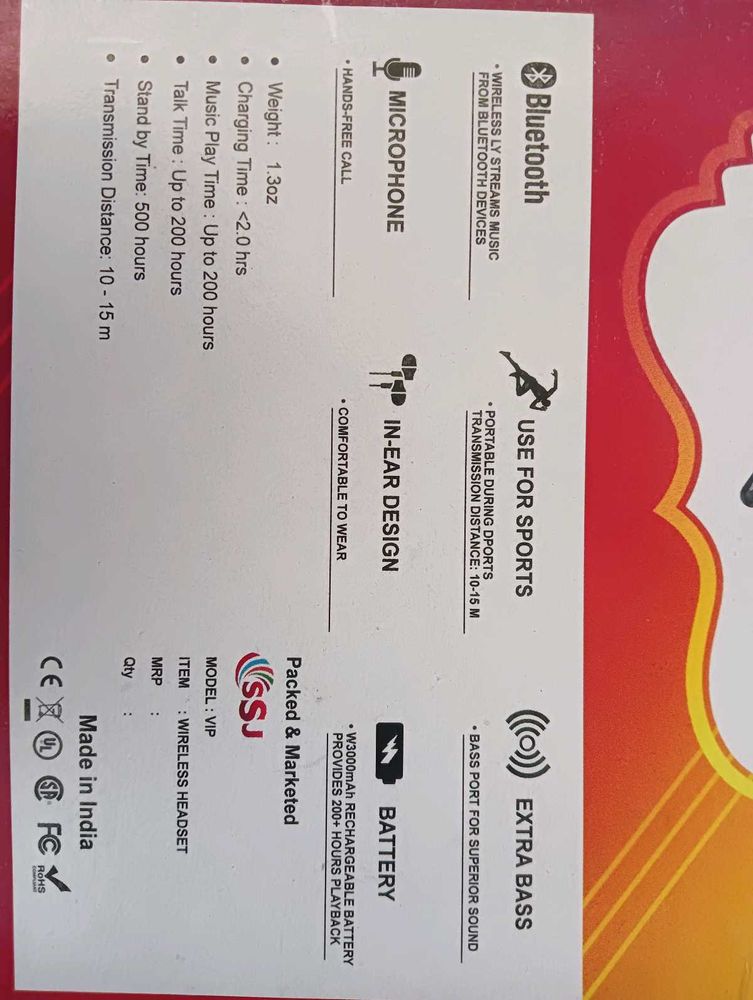 Bluetooth
• WIRELESS LY STREAMS MUSIC
FROM BLUETOOTH DEVICES
USE FOR SPORTS
• PORTABLE DURING DPORTS
TRANSMISSION DISTANCE: 10-15 M
EXTRA BASS
• BASS PORT FOR SUPERIOR SOUND
MICROPHONE
• HANDS-FREE CALL
IN-EAR DESIGN
• COMFORTABLE TO WEAR
BATTERY
• W3000mAh RECHARGEABLE BATTERY
PROVIDES 200+ HOURS PLAYBACK
• Weight : 1.3oz
• Charging Time : <2.0 hrs
• Music Play Time : Up to 200 hours
• Talk Time : Up to 200 hours
• Stand by Time: 500 hours
• Transmission Distance: 10 - 15 m
Packed & Marketed
SSJ
MODEL : VIP
ITEM : WIRELESS HEADSET
MRP :
Qty :
Made in India
CE UL SA FC RoHS
COMPLIANT